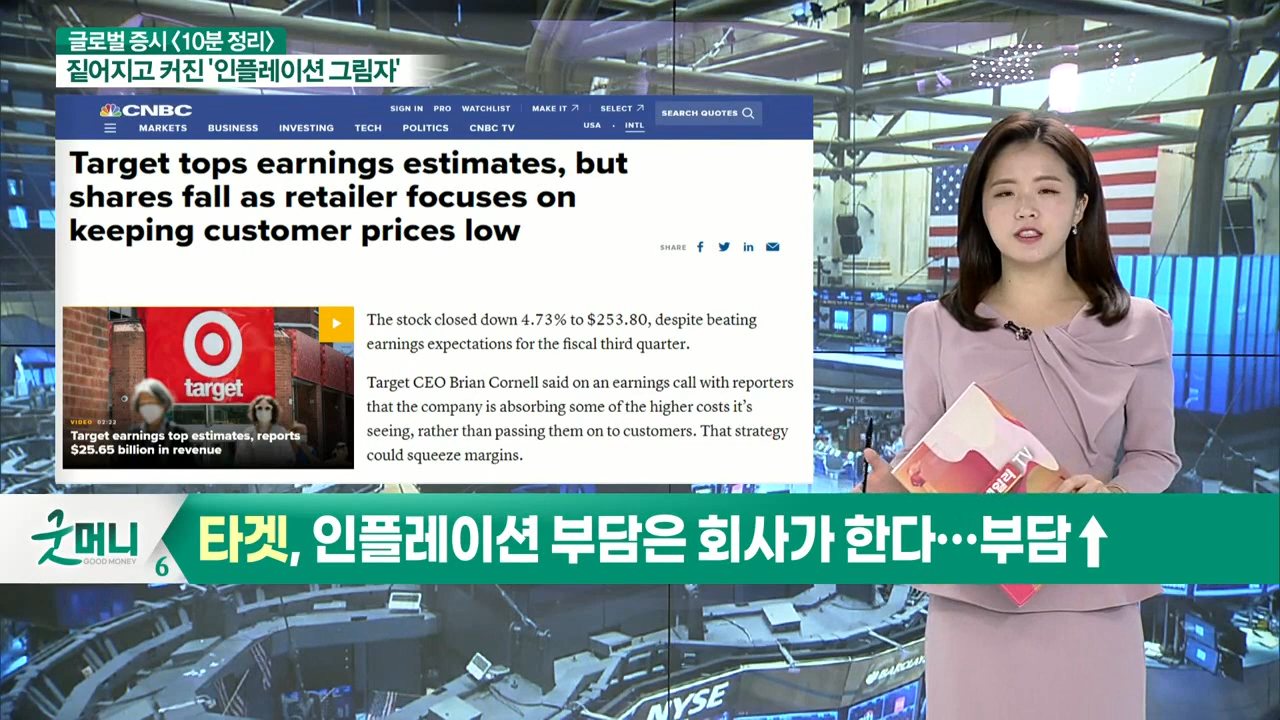 글로벌 증시 <10분 정리>
짙어지고 커진 '인플레이션 그림자'
CNBC
SIGN IN PRO WATCHLIST MAKE IT SELECT SEARCH QUOTES
MARKETS BUSINESS INVESTING TECH POLITICS CNBC TV USA · INTL
Target tops earnings estimates, but
shares fall as retailer focuses on
keeping customer prices low
SHARE
target
VIDEO 02:22
Target earnings top estimates, reports
$25.65 billion in revenue
The stock closed down 4.73% to $253.80, despite beating
earnings expectations for the fiscal third quarter.
Target CEO Brian Cornell said on an earnings call with reporters
that the company is absorbing some of the higher costs it's
seeing, rather than passing them on to customers. That strategy
could squeeze margins.
TV
굿머니
GOOD MONEY
6
타겟, 인플레이션 부담은 회사가 한다…부담↑
NYSE
BARCLAYS
NYSE